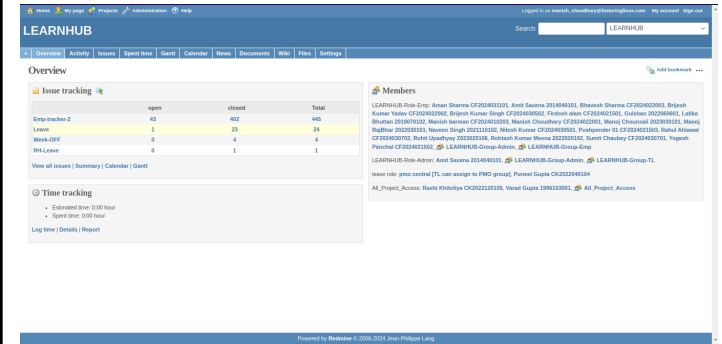 Home My page Projects Administration Help
Logged in as manish_choudhary@fosteringlinux.com My account Sign out
LEARNHUB
Search: LEARNHUB
+ Overview Activity Issues Spent time Gantt Calendar News Documents Wiki Files Settings
Overview
Add bookmark ...
Issue tracking
open closed Total
Emp-tracker-2 43 402 445
Leave 1 23 24
Week-OFF 0 4 4
RH-Leave 0 1 1
View all issues | Summary | Calendar | Gantt
Time tracking
Estimated time: 0:00 hour
Spent time: 0:00 hour
Log time | Details | Report
Members
LEARNHUB-Role-Emp: Aman Sharma CF2024031101, Amit Saxena 2014040101, Bhavesh Sharma CF2024022003, Brijesh
Kumar Yadav CF2024022002, Brijesh Kumar Singh CF2024030502, Firdosh alam CF2024021501, Gulshan 2022060601, Latika
Bhuttan 2019070102, Manish barman CF2024010203, Manish Choudhary CF2024022001, Manoj Chounsali 2023030101, Manoj
RajBhar 2022030101, Naveen Singh 2021110102, Nitesh Kumar CF2024030501, Pushpender 01 CF2024021503, Rahul Ahlawat
CF2024030702, Rohit Upadhyay 2023020106, Rohtash Kumar Meena 2022020102, Sumit Chaubey CF2024030701, Yogesh
Panchal CF2024021502, LEARNHUB-Group-Admin, LEARNHUB-Group-Emp
LEARNHUB-Role-Admin: Amit Saxena 2014040101, LEARNHUB-Group-Admin, LEARNHUB-Group-TL
leave role: pmo central [TL can assign to PMO group], Puneet Gupta CK2022040104
All_Project_Access: Rashi Khitoliya CK2022120105, Varad Gupta 1996103001, All_Project_Access
Powered by Redmine © 2006-2024 Jean-Philippe Lang